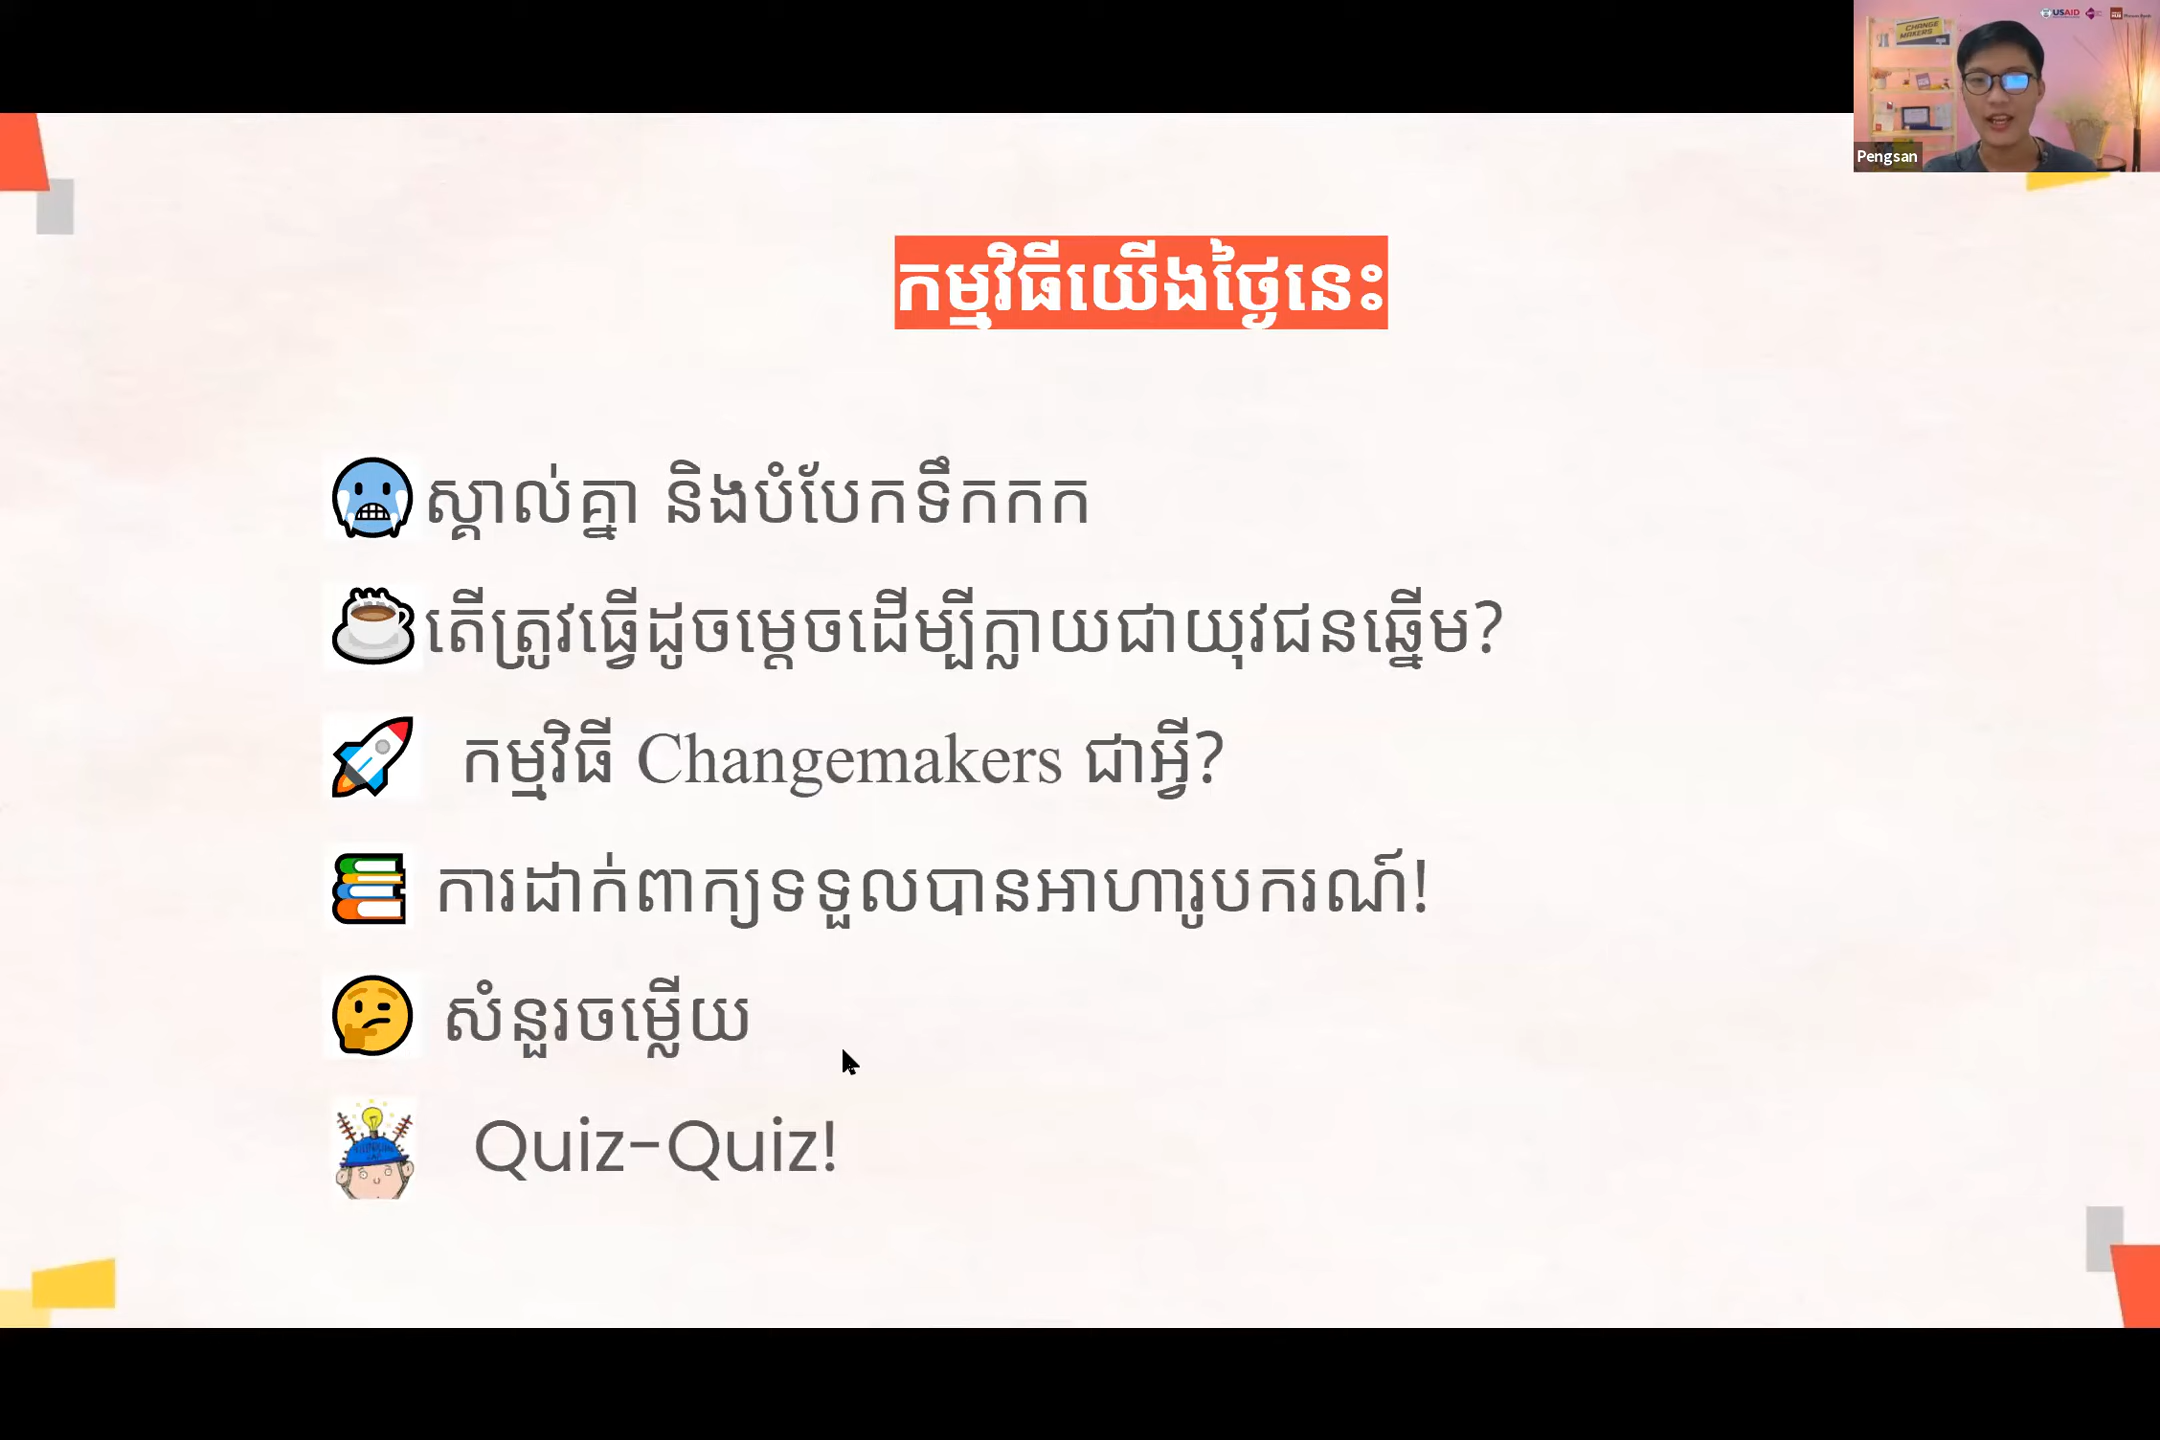 CHANGE
MAKERS
USAID
Pengsan
កម្មវិធីយើងថ្ងៃនេះ
ស្គាល់គ្នា និងបំបែកទឹកកក
តើត្រូវធ្វើដូចម្ដេចដើម្បីក្លាយជាយុវជនឆ្នើម?
កម្មវិធី Changemakers ជាអ្វី?
ការដាក់ពាក្យទទួលបានអាហារូបករណ៍!
សំនួរចម្លើយ
Quiz-Quiz!